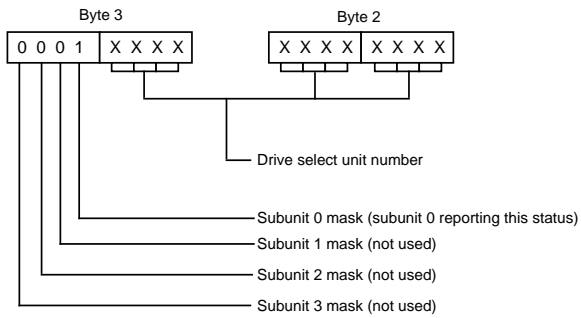 Byte 3 Byte 2
0 0 0 1 X X X X X X X X X X X X
Drive select unit number
Subunit 0 mask (subunit 0 reporting this status)
Subunit 1 mask (not used)
Subunit 2 mask (not used)
Subunit 3 mask (not used)